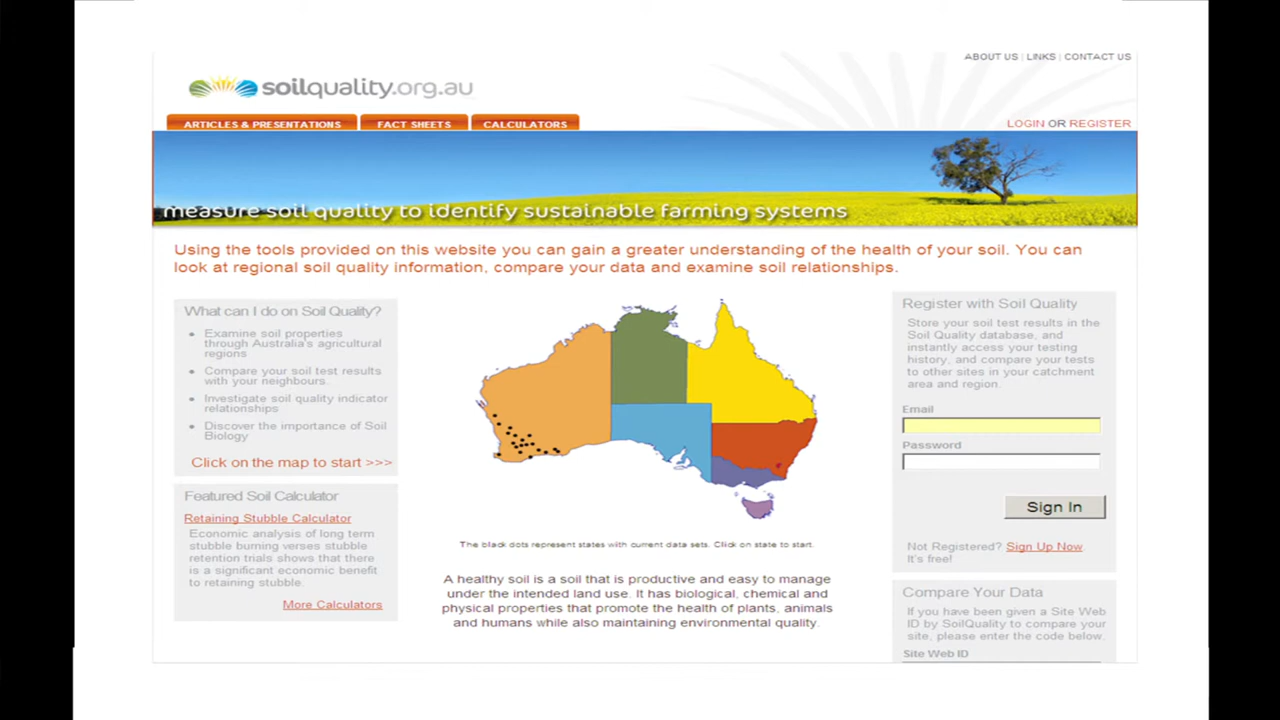 ABOUT US | LINKS | CONTACT US
soilquality.org.au
ARTICLES & PRESENTATIONS
FACT SHEETS
CALCULATORS
LOGIN OR REGISTER
measure soil quality to identify sustainable farming systems
Using the tools provided on this website you can gain a greater understanding of the health of your soil. You can
look at regional soil quality information, compare your data and examine soil relationships.
What can I do on Soil Quality?
• Examine soil properties
through Australia's agricultural
regions
• Compare your soil test results
with your neighbours.
• Investigate soil quality indicator
relationships
• Discover the importance of Soil
Biology
Click on the map to start >>>
Featured Soil Calculator
Retaining Stubble Calculator
Economic analysis of long term
stubble burning verses stubble
retention trials shows that there
is a significant economic benefit
to retaining stubble.
More Calculators
The black dots represent states with current data sets. Click on state to start.
A healthy soil is a soil that is productive and easy to manage
under the intended land use. It has biological, chemical and
physical properties that promote the health of plants, animals
and humans while also maintaining environmental quality.
Register with Soil Quality
Store your soil test results in the
Soil Quality database, and
instantly access your testing
history, and compare your tests
to other sites in your catchment
area and region.
Email
Password
Sign In
Not Registered? Sign Up Now.
It's free!
Compare Your Data
If you have been given a Site Web
ID by SoilQuality to compare your
site, please enter the code below.
Site Web ID